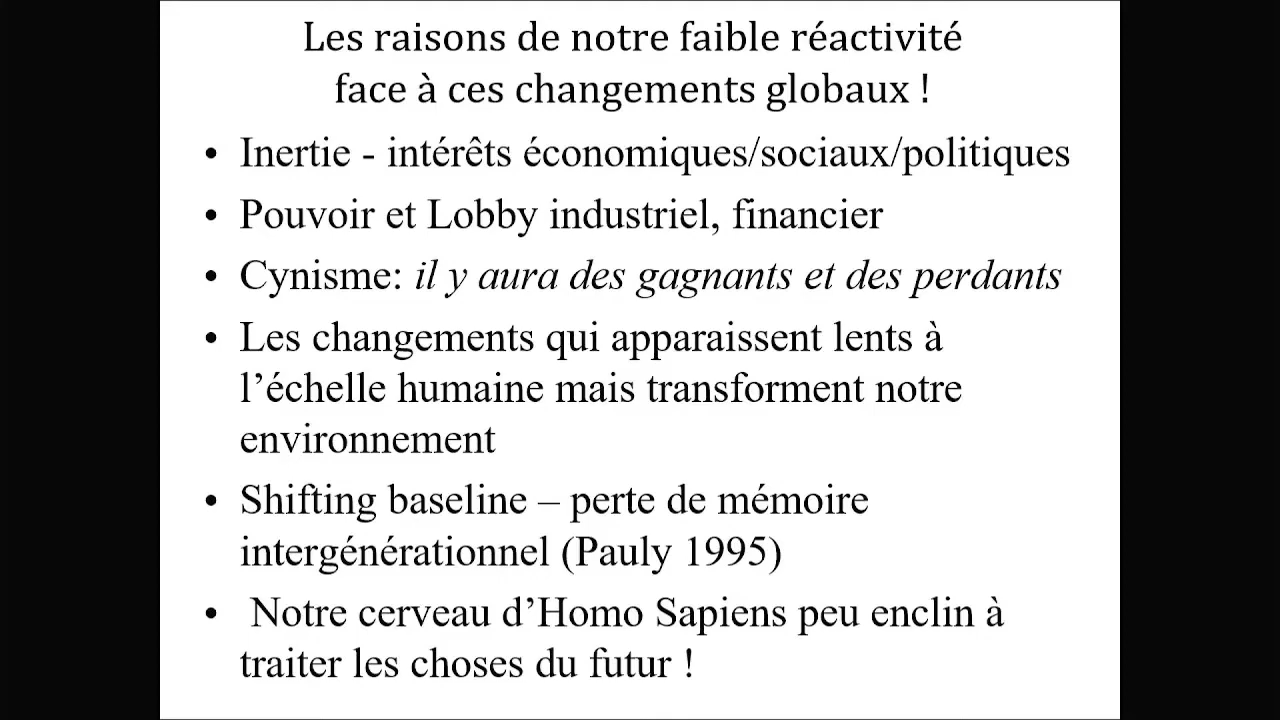 Les raisons de notre faible réactivité
face à ces changements globaux !
• Inertie - intérêts économiques/sociaux/politiques
• Pouvoir et Lobby industriel, financier
• Cynisme: il y aura des gagnants et des perdants
• Les changements qui apparaissent lents à
l’échelle humaine mais transforment notre
environnement
• Shifting baseline – perte de mémoire
intergénérationnel (Pauly 1995)
• Notre cerveau d’Homo Sapiens peu enclin à
traiter les choses du futur !